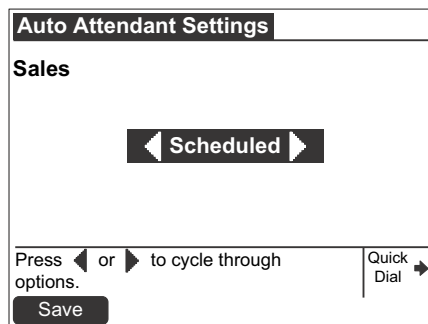 Auto Attendant Settings
Sales
Scheduled
Press ◀ or ▶ to cycle through
options.
Quick
Dial
Save